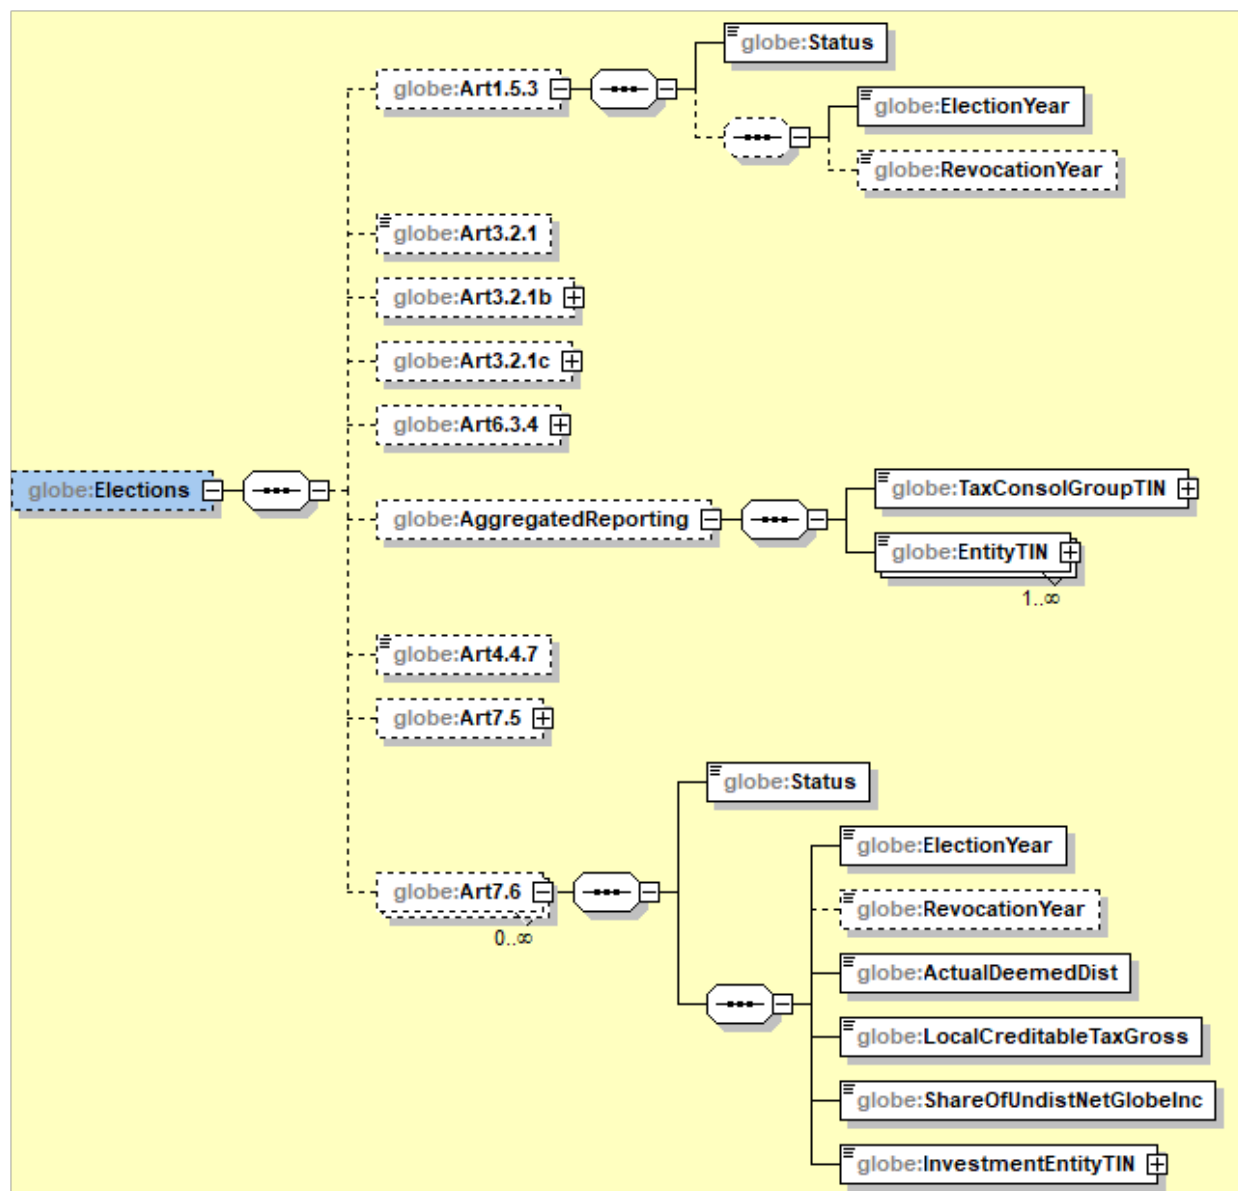 globe:Status
globe:Art1.5.3
globe:ElectionYear
globe:RevocationYear
globe:Art3.2.1
globe:Art3.2.1b
globe:Art3.2.1c
globe:Art6.3.4
globe:Elections
globe:TaxConsolGroupTIN
globe:AggregatedReporting
globe:EntityTIN
1..∞
globe:Art4.4.7
globe:Art7.5
globe:Status
globe:ElectionYear
globe:Art7.6
0..∞
globe:RevocationYear
globe:ActualDeemedDist
globe:LocalCreditableTaxGross
globe:ShareOfUndistNetGlobeInc
globe:InvestmentEntityTIN